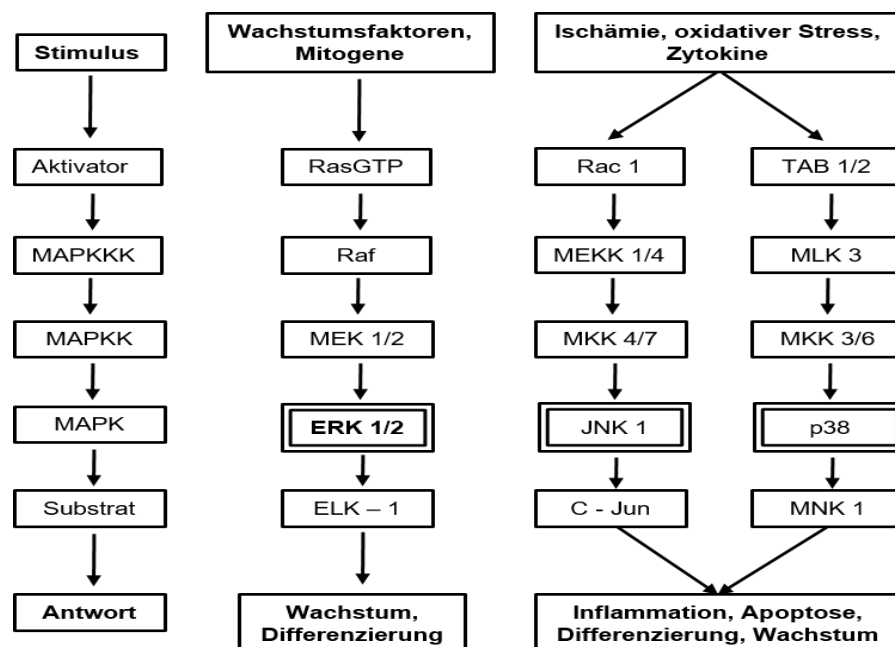 Stimulus
Wachstumsfaktoren,
Mitogene
Ischämie, oxidativer Stress,
Zytokine
Aktivator
RasGTP
Rac 1
TAB 1/2
MAPKKK
Raf
MEKK 1/4
MLK 3
MAPKK
MEK 1/2
MKK 4/7
MKK 3/6
MAPK
ERK 1/2
JNK 1
p38
Substrat
ELK – 1
C - Jun
MNK 1
Antwort
Wachstum,
Differenzierung
Inflammation, Apoptose,
Differenzierung, Wachstum